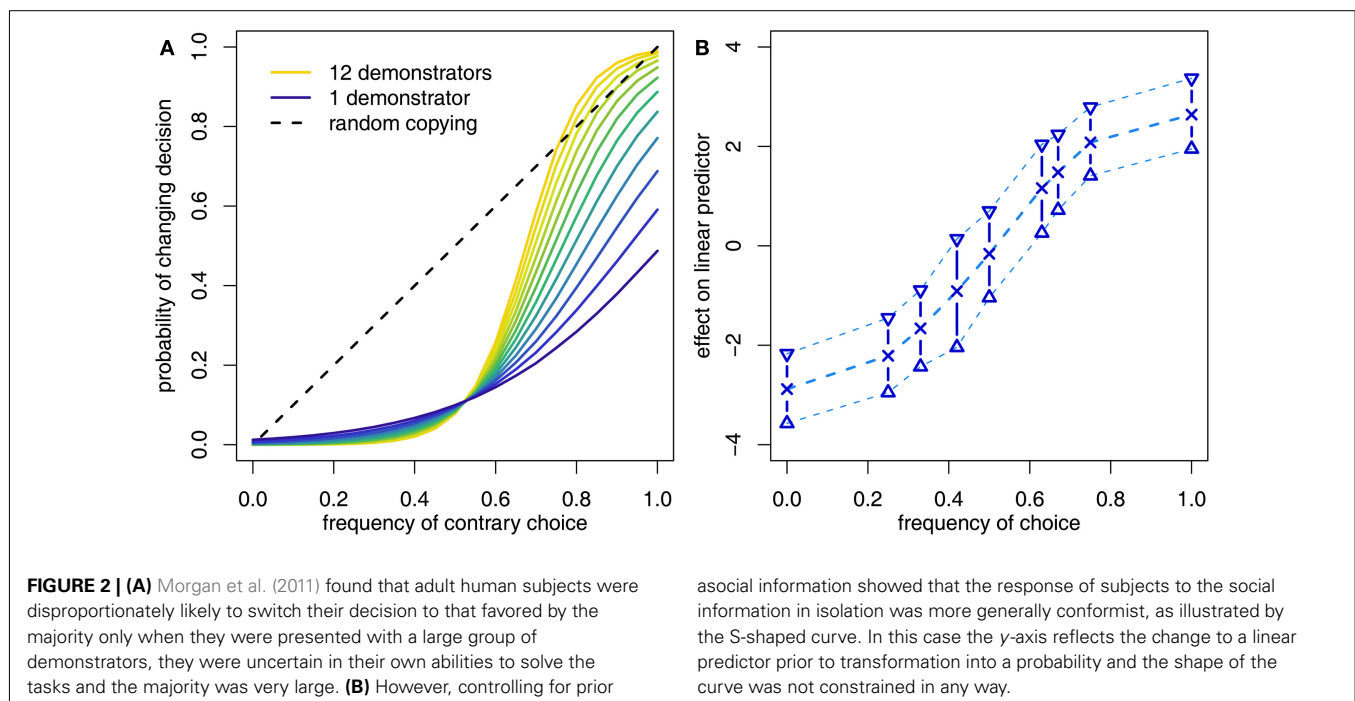 A
1.0
0.8
0.6
0.4
0.2
0.0
probability of changing decision
12 demonstrators
1 demonstrator
random copying
0.0 0.2 0.4 0.6 0.8 1.0
frequency of contrary choice
B
4
2
0
−2
−4
effect on linear predictor
0.0 0.2 0.4 0.6 0.8 1.0
frequency of choice
FIGURE 2 | (A) Morgan et al. (2011) found that adult human subjects were
disproportionately likely to switch their decision to that favored by the
majority only when they were presented with a large group of
demonstrators, they were uncertain in their own abilities to solve the
tasks and the majority was very large. (B) However, controlling for prior
asocial information showed that the response of subjects to the social
information in isolation was more generally conformist, as illustrated by
the S-shaped curve. In this case the y-axis reflects the change to a linear
predictor prior to transformation into a probability and the shape of the
curve was not constrained in any way.